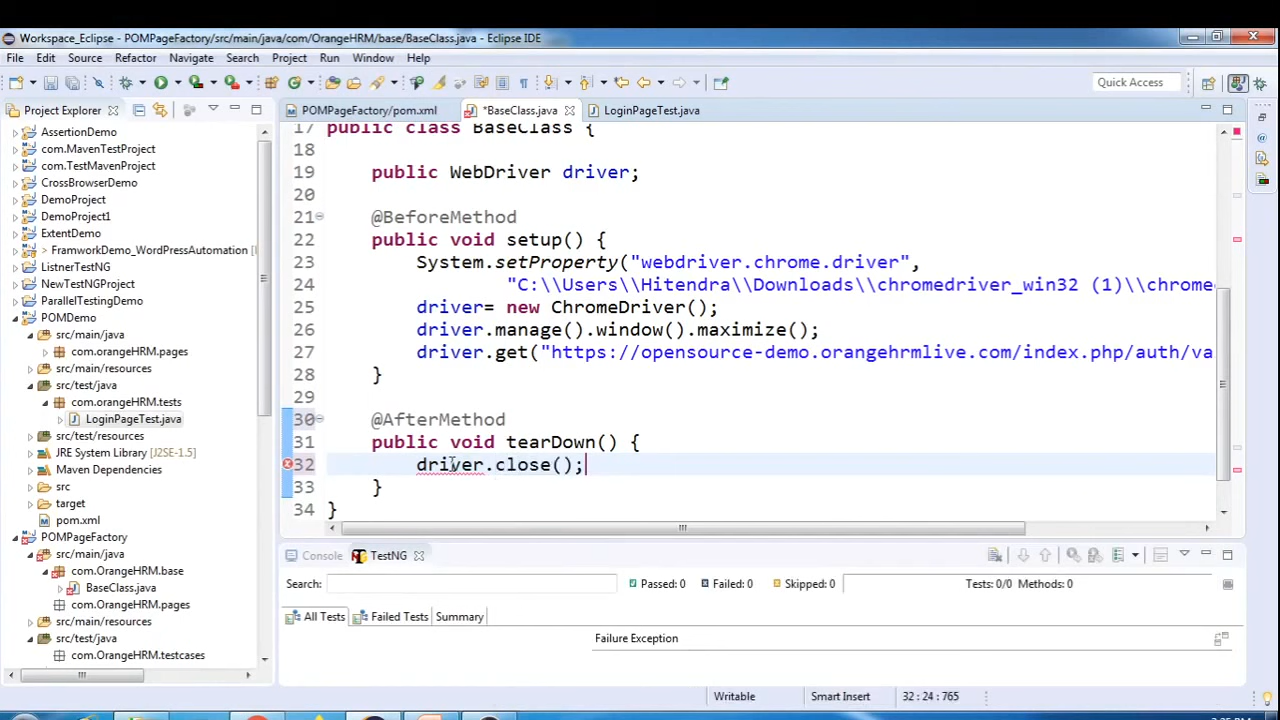 Workspace_Eclipse - POMPageFactory/src/main/java/com/OrangeHRM/base/BaseClass.java - Eclipse IDE
File Edit Source Refactor Navigate Search Project Run Window Help
Quick Access
Project Explorer
POMPageFactory/pom.xml *BaseClass.java LoginPageTest.java
AssertionDemo
com.MavenTestProject
com.TestMavenProject
CrossBrowserDemo
DemoProject
DemoProject1
ExtentDemo
> FramworkDemo_WordPressAutomation
ListnerTestNG
NewTestNGProject
ParallelTestingDemo
POMDemo
src/main/java
com.orangeHRM.pages
src/main/resources
src/test/java
com.orangeHRM.tests
LoginPageTest.java
src/test/resources
JRE System Library [J2SE-1.5]
Maven Dependencies
src
target
pom.xml
POMPageFactory
src/main/java
com.OrangeHRM.base
BaseClass.java
com.OrangeHRM.pages
src/main/resources
src/test/java
com.OrangeHRM.testcases
17 public class BaseClass {
18
19 public WebDriver driver;
20
21 @BeforeMethod
22 public void setup() {
23 System.setProperty("webdriver.chrome.driver",
24 "C:\\Users\\Hitendra\\Downloads\\chromedriver_win32 (1)\\chrome
25 driver= new ChromeDriver();
26 driver.manage().window().maximize();
27 driver.get("https://opensource-demo.orangehrmlive.com/index.php/auth/va
28 }
29
30 @AfterMethod
31 public void tearDown() {
32 driver.close();
33 }
34 }
Console TestNG
Search: Passed: 0 Failed: 0 Skipped: 0 Tests: 0/0 Methods: 0
All Tests Failed Tests Summary
Failure Exception
Writable Smart Insert 32 : 24 : 765